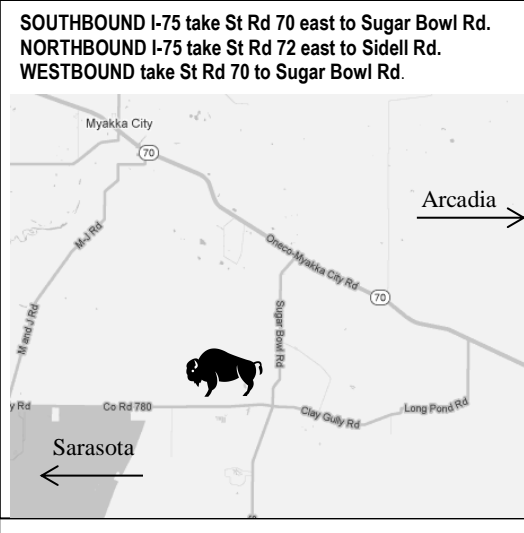 SOUTHBOUND I-75 take St Rd 70 east to Sugar Bowl Rd.
NORTHBOUND I-75 take St Rd 72 east to Sidell Rd.
WESTBOUND take St Rd 70 to Sugar Bowl Rd.
Myakka City
70
Arcadia
M-J Rd
Oneco-Myakka City Rd
70
M and J Rd
Sugar Bowl Rd
y Rd
Co Rd 780
Clay Gully Rd
Long Pond Rd
Sarasota